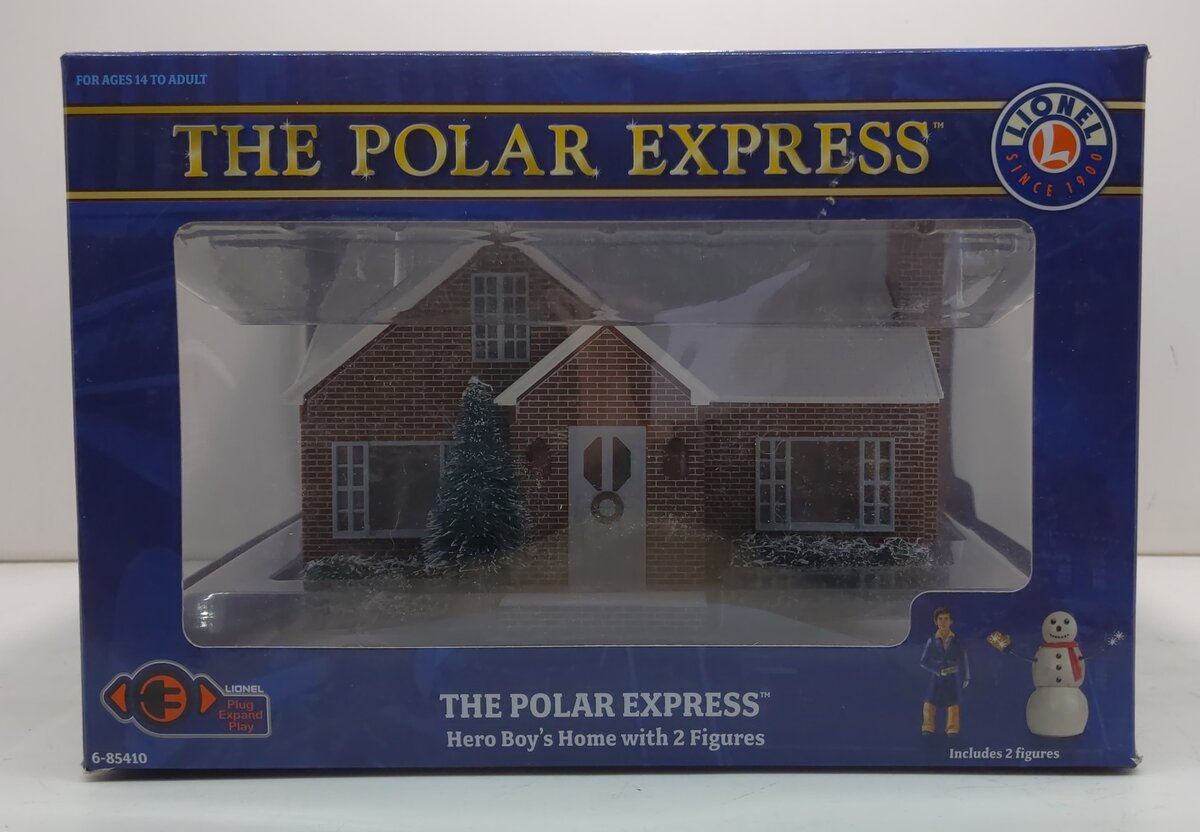 FOR AGES 14 TO ADULT
THE POLAR EXPRESS™
LIONEL
L
SINCE 1900
LIONEL
Plug
Expand
Play
THE POLAR EXPRESS™
Hero Boy's Home with 2 Figures
6-85410
Includes 2 figures